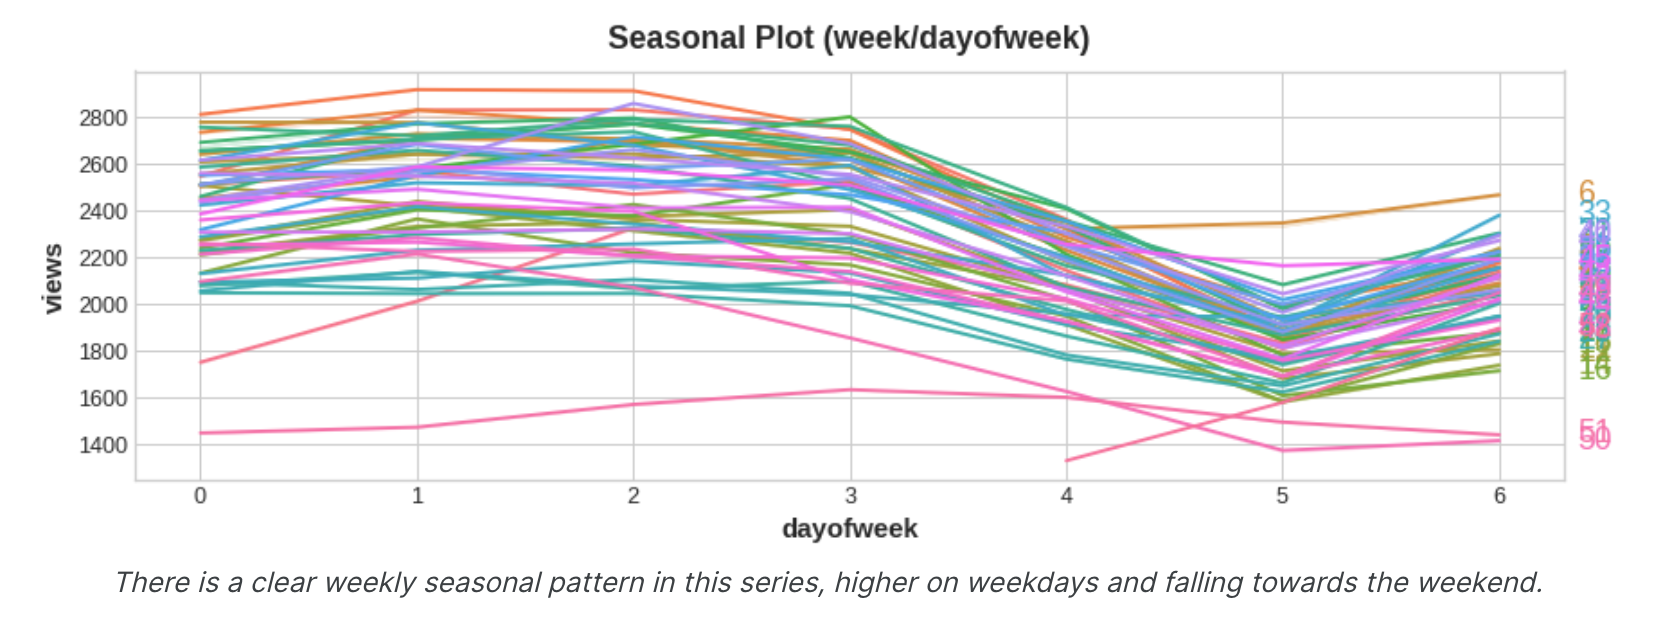 Seasonal Plot (week/dayofweek)
2800
2600
2400
2200
2000
1800
1600
1400
views
0 1 2 3 4 5 6
dayofweek
6
33
16
51
50
There is a clear weekly seasonal pattern in this series, higher on weekdays and falling towards the weekend.